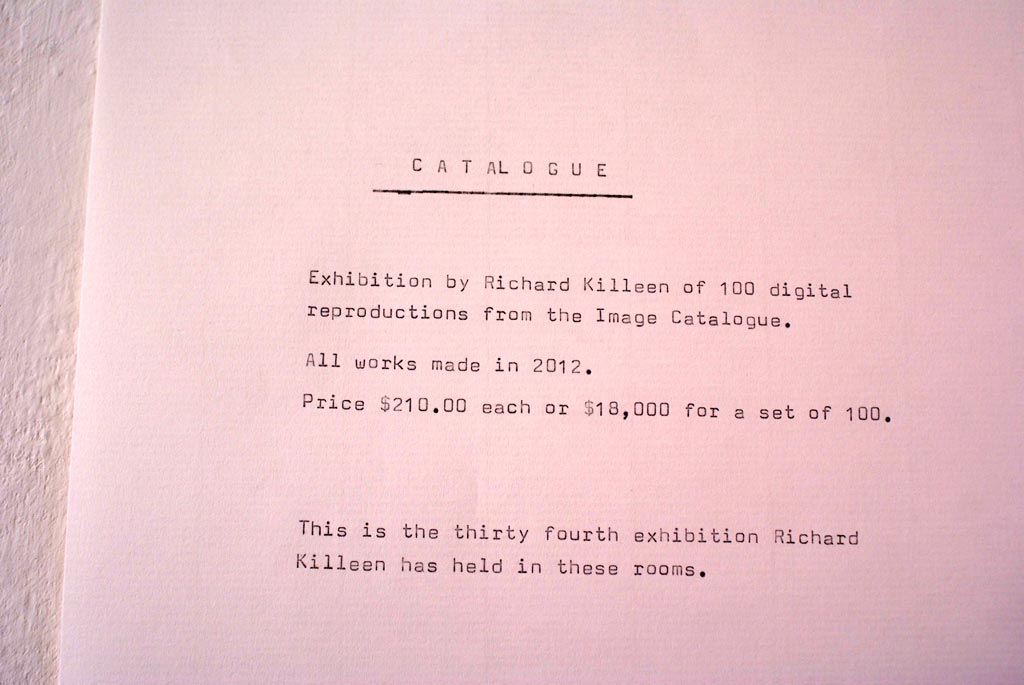 CATALOGUE
Exhibition by Richard Killeen of 100 digital
reproductions from the Image Catalogue.
All works made in 2012.
Price $210.00 each or $18,000 for a set of 100.
This is the thirty fourth exhibition Richard
Killeen has held in these rooms.